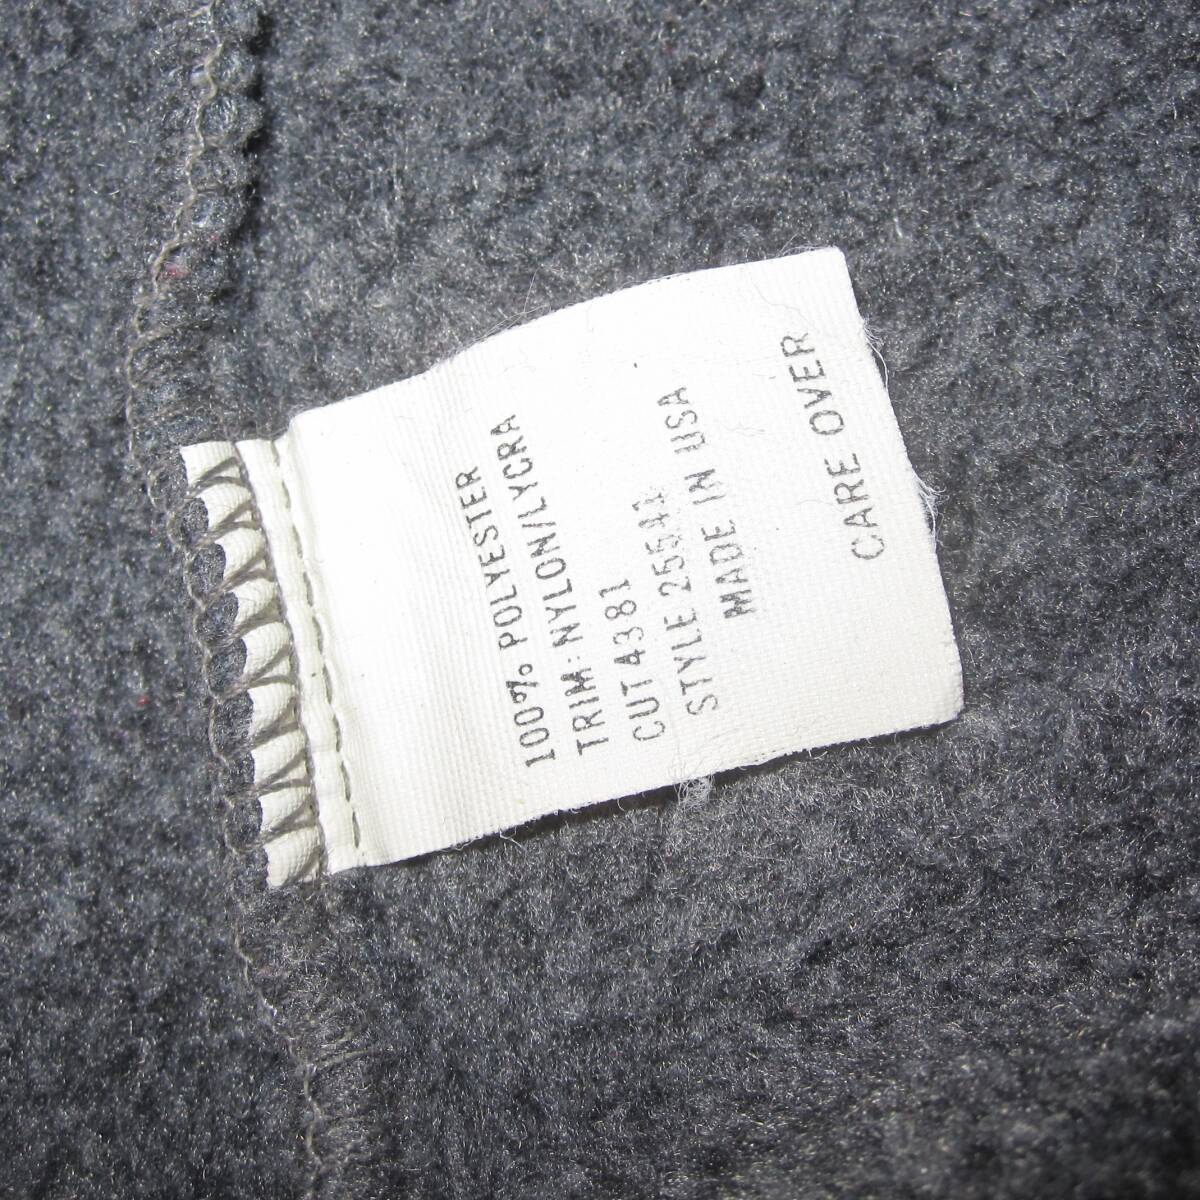 100% POLYESTER
TRIM: NYLON/LYCRA
CUT 4381
STYLE 25541
MADE IN USA
CARE OVER